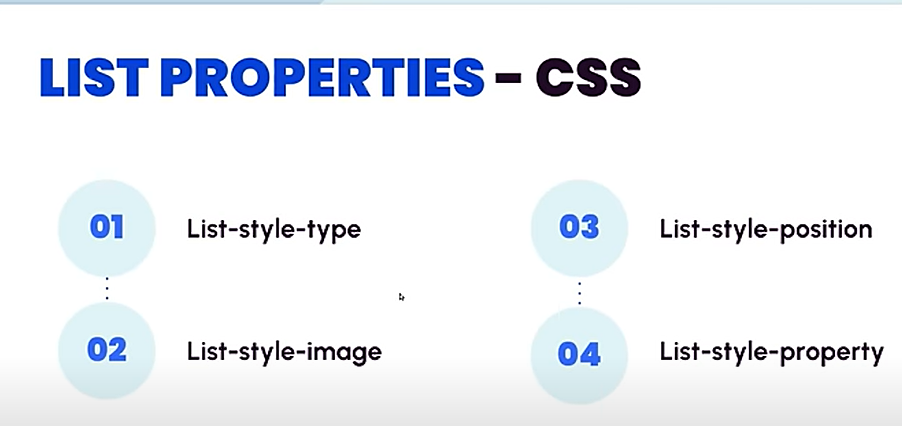 LIST PROPERTIES – CSS
01 List-style-type
02 List-style-image
03 List-style-position
04 List-style-property